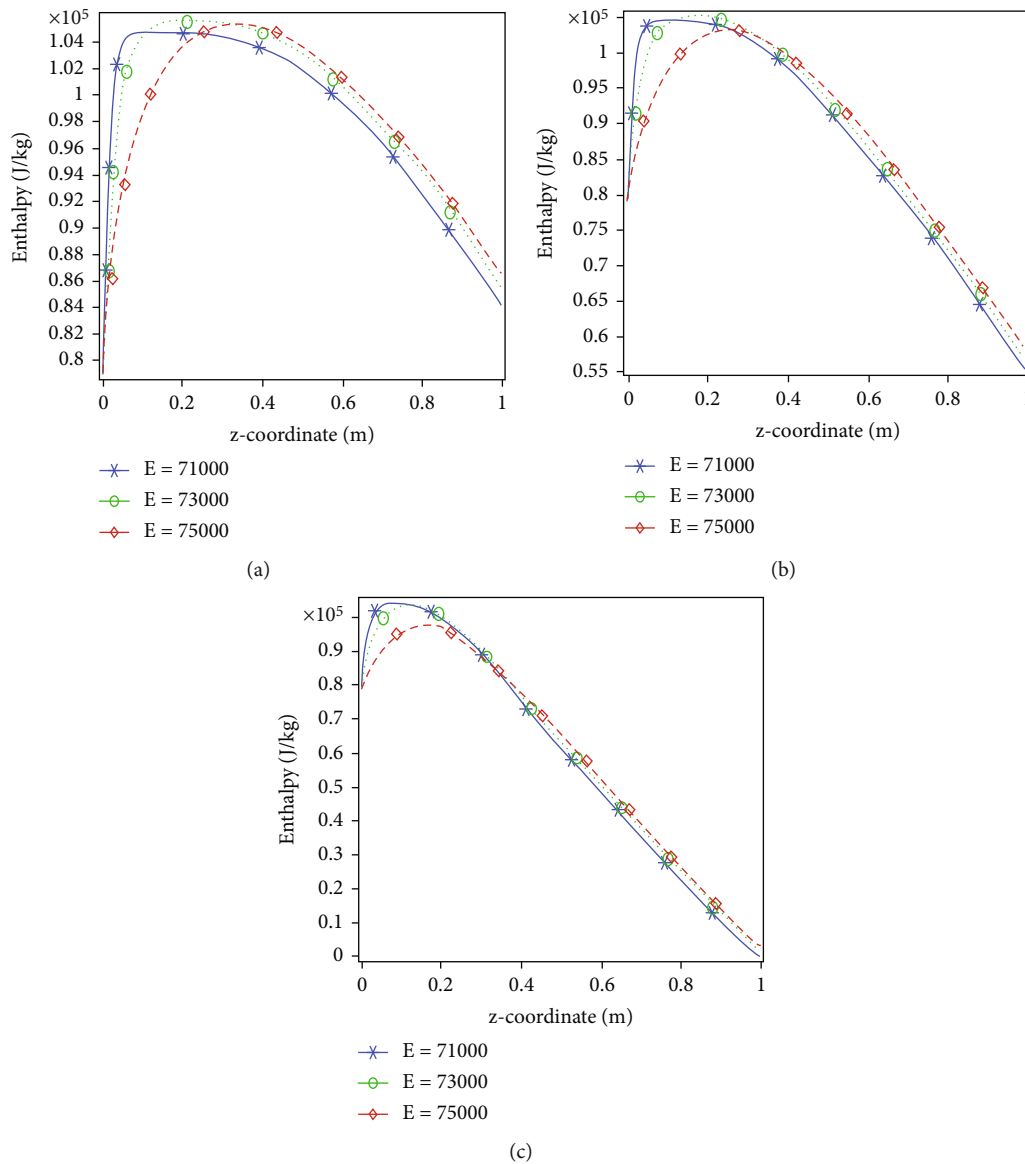 ×10⁵
1.04
1.02
1
0.98
0.96
0.94
0.92
0.9
0.88
0.86
0.84
0.82
0.8
Enthalpy (J/kg)
0 0.2 0.4 0.6 0.8 1
z-coordinate (m)
E = 71000
E = 73000
E = 75000
(a)
×10⁵
1
0.95
0.9
0.85
0.8
0.75
0.7
0.65
0.6
0.55
Enthalpy (J/kg)
0 0.2 0.4 0.6 0.8 1
z-coordinate (m)
E = 71000
E = 73000
E = 75000
(b)
×10⁵
0.9
0.8
0.7
0.6
0.5
0.4
0.3
0.2
0.1
0
Enthalpy (J/kg)
0 0.2 0.4 0.6 0.8 1
z-coordinate (m)
E = 71000
E = 73000
E = 75000
(c)